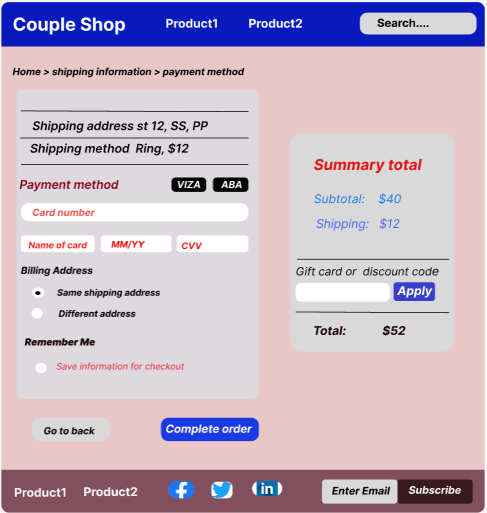 Couple Shop Product1 Product2 Search....
Home > shipping information > payment method
Shipping address st 12, SS, PP
Shipping method Ring, $12
Payment method VIZA ABA
Card number
Name of card MM/YY CVV
Billing Address
Same shipping address
Different address
Remember Me
Save information for checkout
Go to back Complete order
Summary total
Subtotal: $40
Shipping: $12
Gift card or discount code
Apply
Total: $52
Product1 Product2 f in Enter Email Subscribe